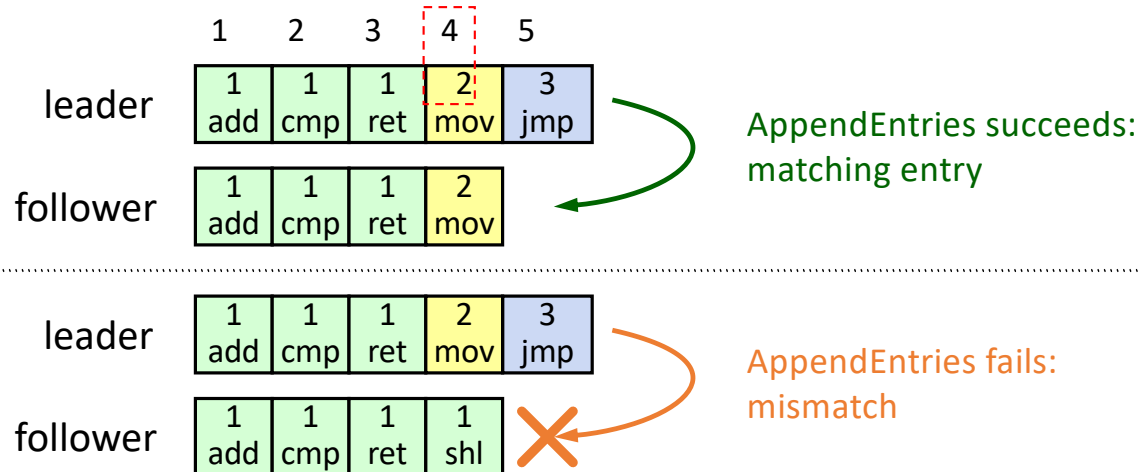 1 2 3 4 5
leader
1 1 1 2 3
add cmp ret mov jmp
AppendEntries succeeds:
matching entry
follower
1 1 1 2
add cmp ret mov
leader
1 1 1 2 3
add cmp ret mov jmp
AppendEntries fails:
mismatch
follower
1 1 1 1
add cmp ret shl